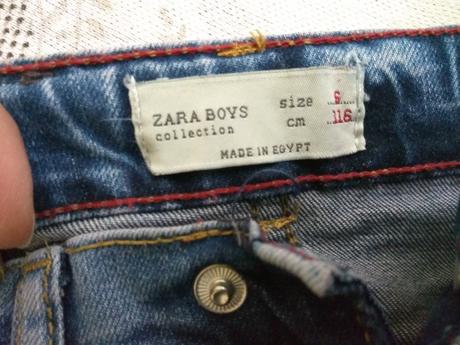 ZARA BOYS
collection
size 6
cm 116
MADE IN EGYPT